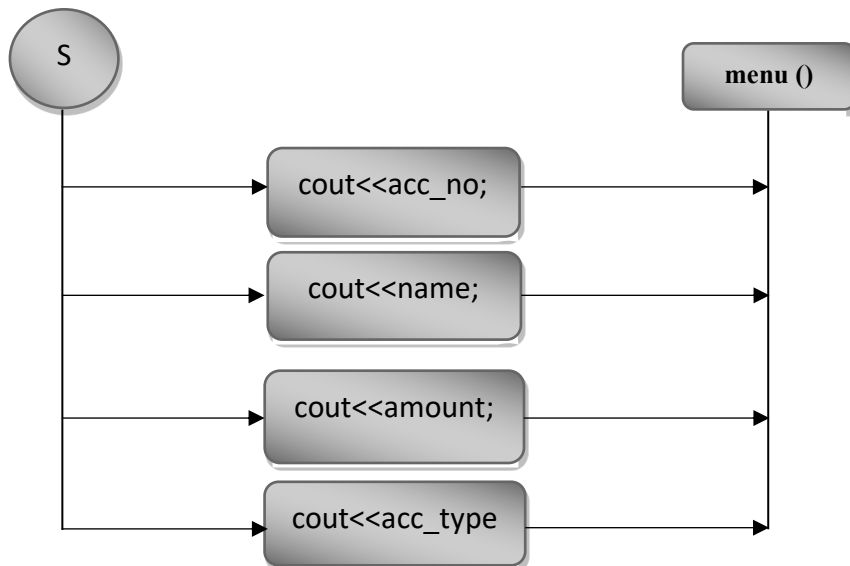 S
menu ()
cout<<acc_no;
cout<<name;
cout<<amount;
cout<<acc_type